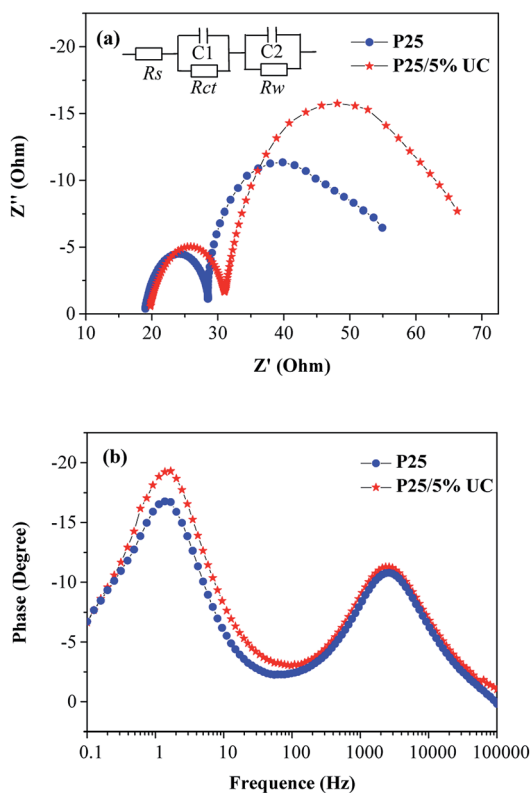 (a)
C1
C2
Rs
Rct
Rw
P25
P25/5% UC
-20
-15
-10
-5
0
Z'' (Ohm)
10 20 30 40 50 60 70
Z' (Ohm)
(b)
P25
P25/5% UC
-20
-15
-10
-5
0
Phase (Degree)
0.1 1 10 100 1000 10000 100000
Frequence (Hz)